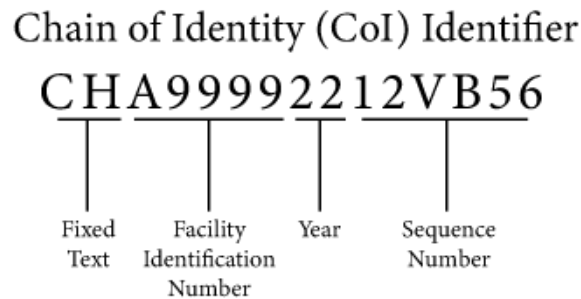 Chain of Identity (CoI) Identifier
CHA99992212VB56
Fixed Text
Facility Identification Number
Year
Sequence Number